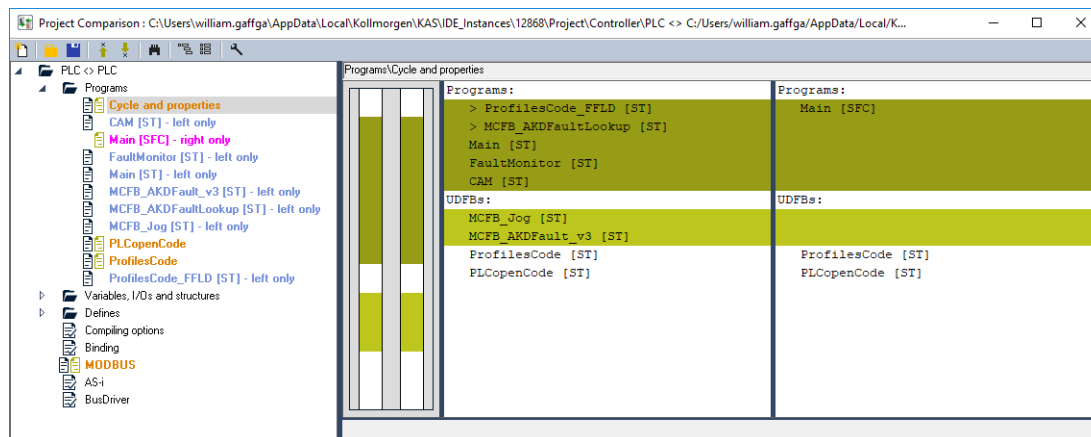 Project Comparison : C:\Users\william.gaffga\AppData\Local\Kollmorgen\KAS\IDE_Instances\12868\Project\Controller\PLC <> C:/Users/william.gaffga/AppData/Local/K...
PLC <> PLC
Programs
Cycle and properties
CAM [ST] - left only
Main [SFC] - right only
FaultMonitor [ST] - left only
Main [ST] - left only
MCFB_AKDFault_v3 [ST] - left only
MCFB_AKDFaultLookup [ST] - left only
MCFB_Jog [ST] - left only
PLCopenCode
ProfilesCode
ProfilesCode_FFLD [ST] - left only
Variables, I/Os and structures
Defines
Compiling options
Binding
MODBUS
AS-i
BusDriver
Programs\Cycle and properties
Programs:
> ProfilesCode_FFLD [ST]
> MCFB_AKDFaultLookup [ST]
Main [ST]
FaultMonitor [ST]
CAM [ST]
UDFBs:
MCFB_Jog [ST]
MCFB_AKDFault_v3 [ST]
ProfilesCode [ST]
PLCopenCode [ST]
Programs:
Main [SFC]
UDFBs:
ProfilesCode [ST]
PLCopenCode [ST]